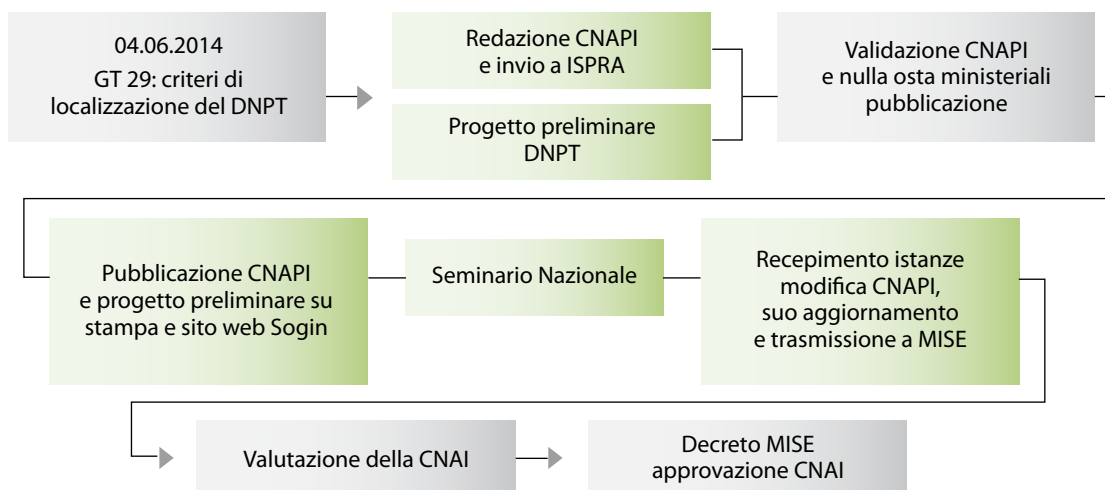 04.06.2014
GT 29: criteri di
localizzazione del DNPT
Redazione CNAPI
e invio a ISPRA
Progetto preliminare
DNPT
Validazione CNAPI
e nulla osta ministeriali
pubblicazione
Pubblicazione CNAPI
e progetto preliminare su
stampa e sito web Sogin
Seminario Nazionale
Recepimento istanze
modifica CNAPI,
suo aggiornamento
e trasmissione a MISE
Valutazione della CNAI
Decreto MISE
approvazione CNAI